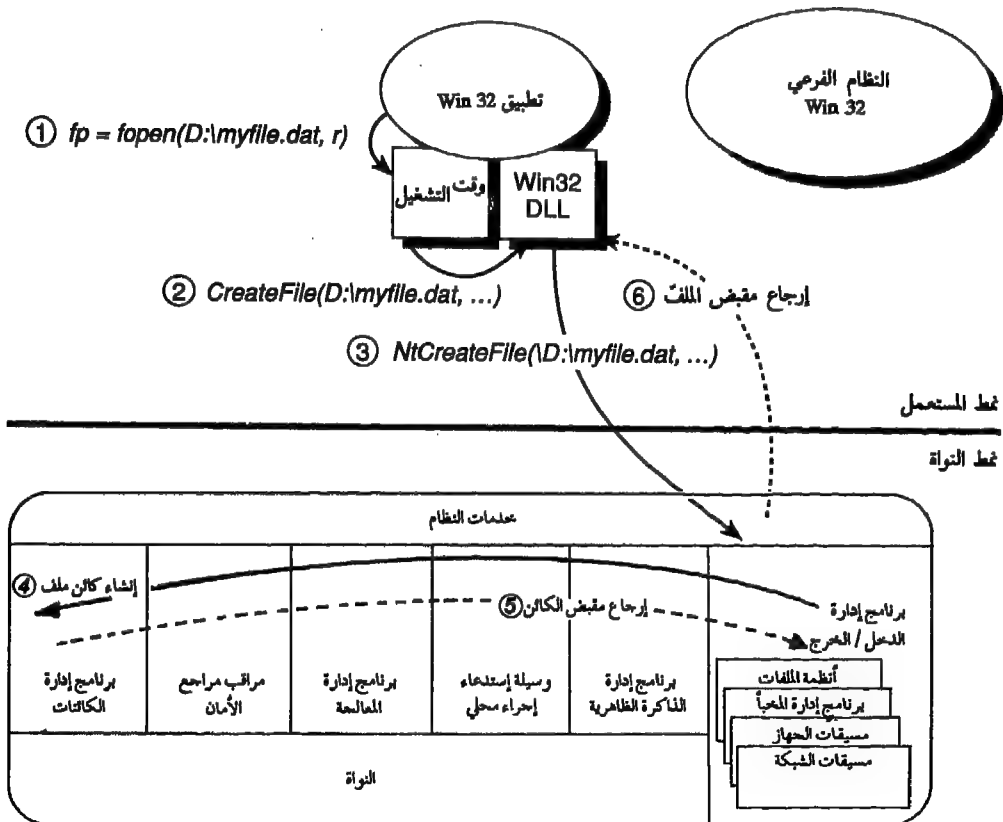 تطبيق Win 32
النظام الفرعي
Win 32
① fp = fopen(D:\myfile.dat, r)
وقت التشغيل
Win32
DLL
② CreateFile(D:\myfile.dat, ...)
⑥ إرجاع مقبض الملفّ
③ NtCreateFile(\D:\myfile.dat, ...)
نمط المستعمل
نمط النواة
خدمات النظام
④ إنشاء كائن ملف
⑤ إرجاع مقبض الكائن
برنامج إدارة
الدخل / الخرج
برنامج إدارة
الكائنات
مراقب مراجع
الأمان
برنامج إدارة
المعالجة
وسيلة إستدعاء
إجراء محلي
برنامج إدارة
الذاكرة الظاهرية
أنظمة الملفات
برنامج إدارة المخبأ
مسيقات الجهاز
مسيقات الشبكة
النواة